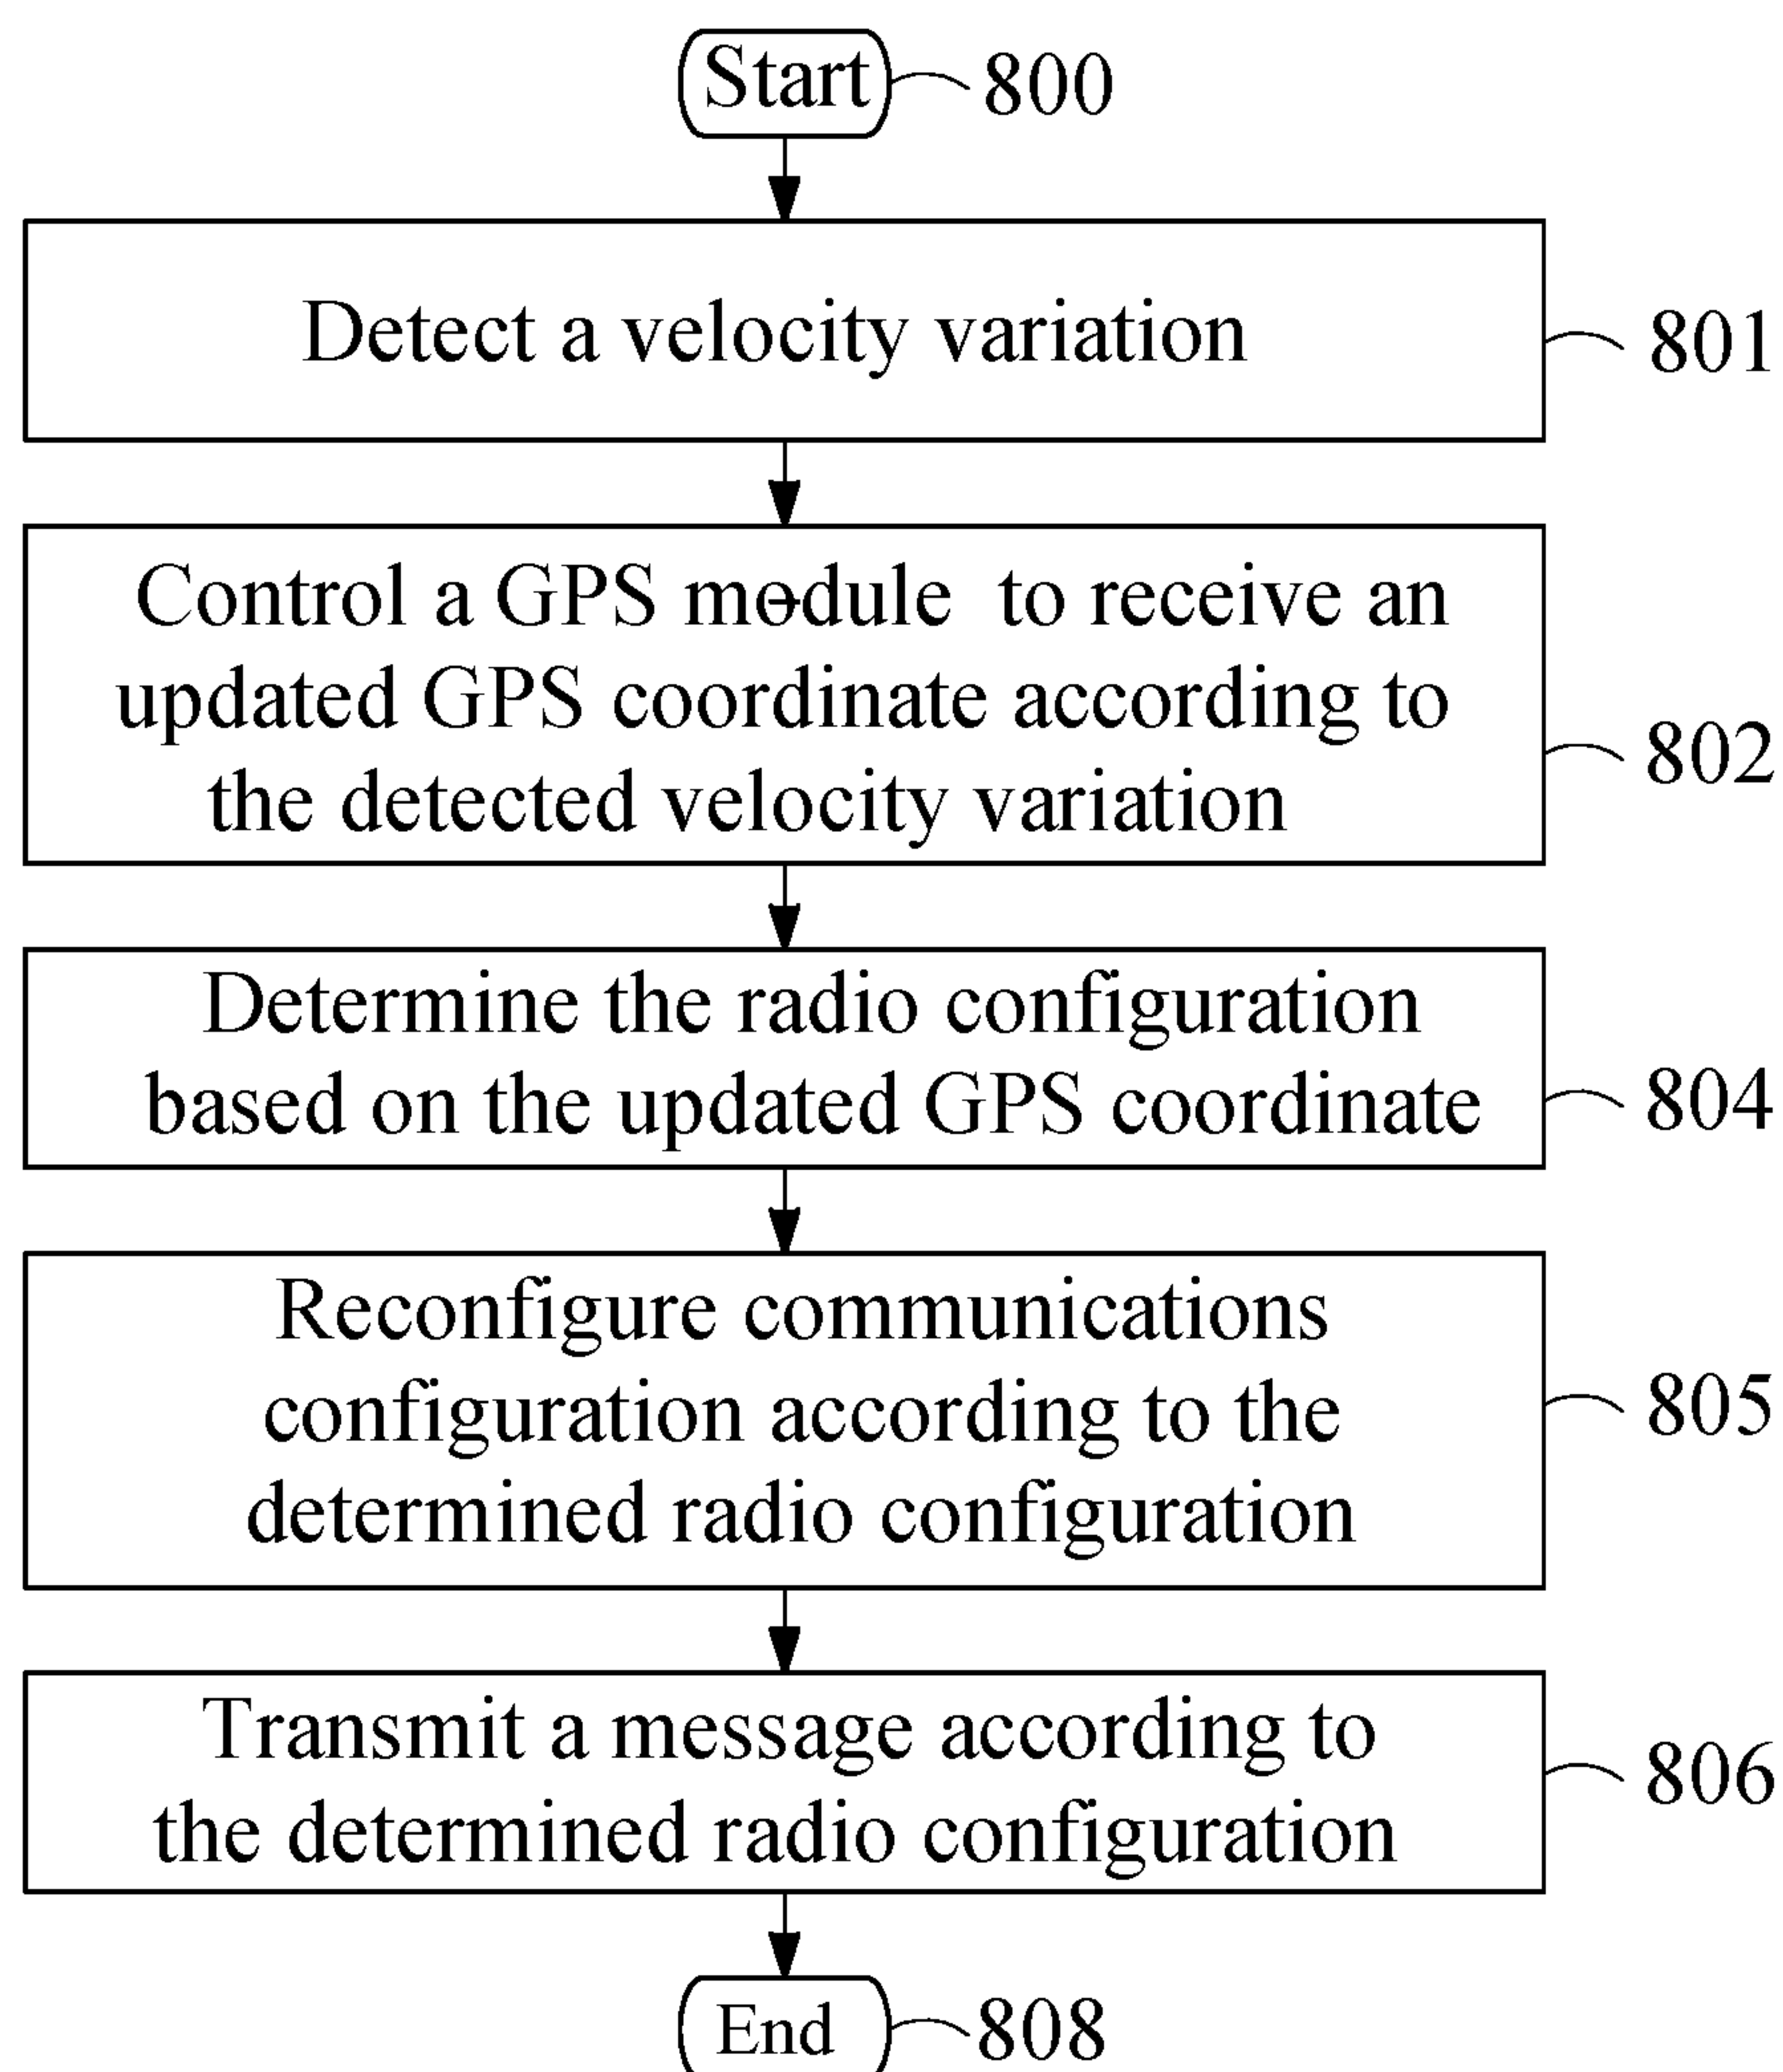 Start 800
Detect a velocity variation
801
Control a GPS module to receive an
updated GPS coordinate according to
the detected velocity variation
802
Determine the radio configuration
based on the updated GPS coordinate
804
Reconfigure communications
configuration according to the
determined radio configuration
805
Transmit a message according to
the determined radio configuration
806
End 808